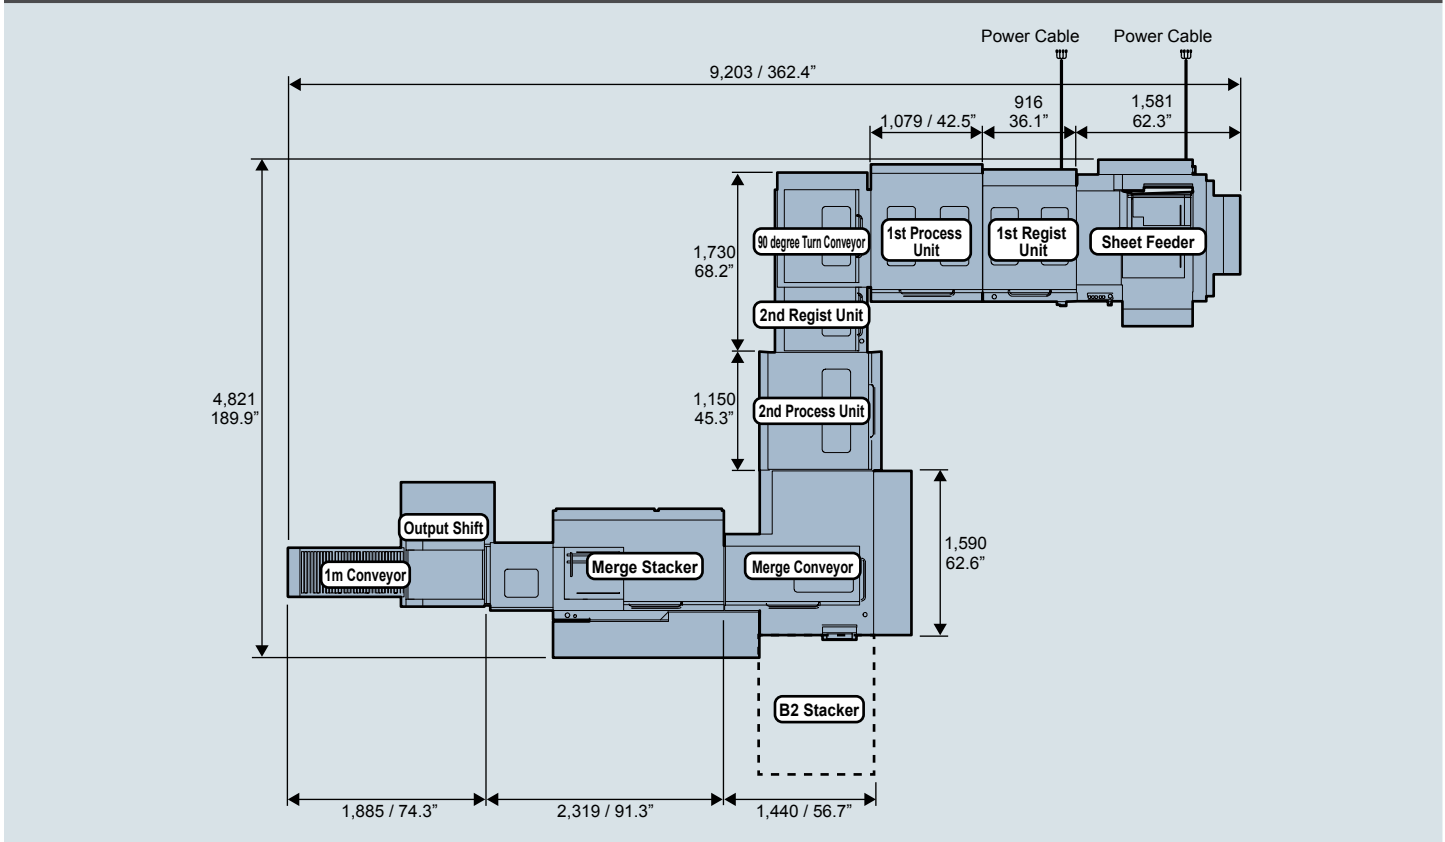 Power Cable
Power Cable
9,203 / 362.4”
1,079 / 42.5”
916
36.1”
1,581
62.3”
90 degree Turn Conveyor
1st Process
Unit
1st Regist
Unit
Sheet Feeder
1,730
68.2”
2nd Regist Unit
4,821
189.9”
1,150
45.3”
2nd Process Unit
Output Shift
1m Conveyor
Merge Stacker
Merge Conveyor
1,590
62.6”
B2 Stacker
1,885 / 74.3”
2,319 / 91.3”
1,440 / 56.7”